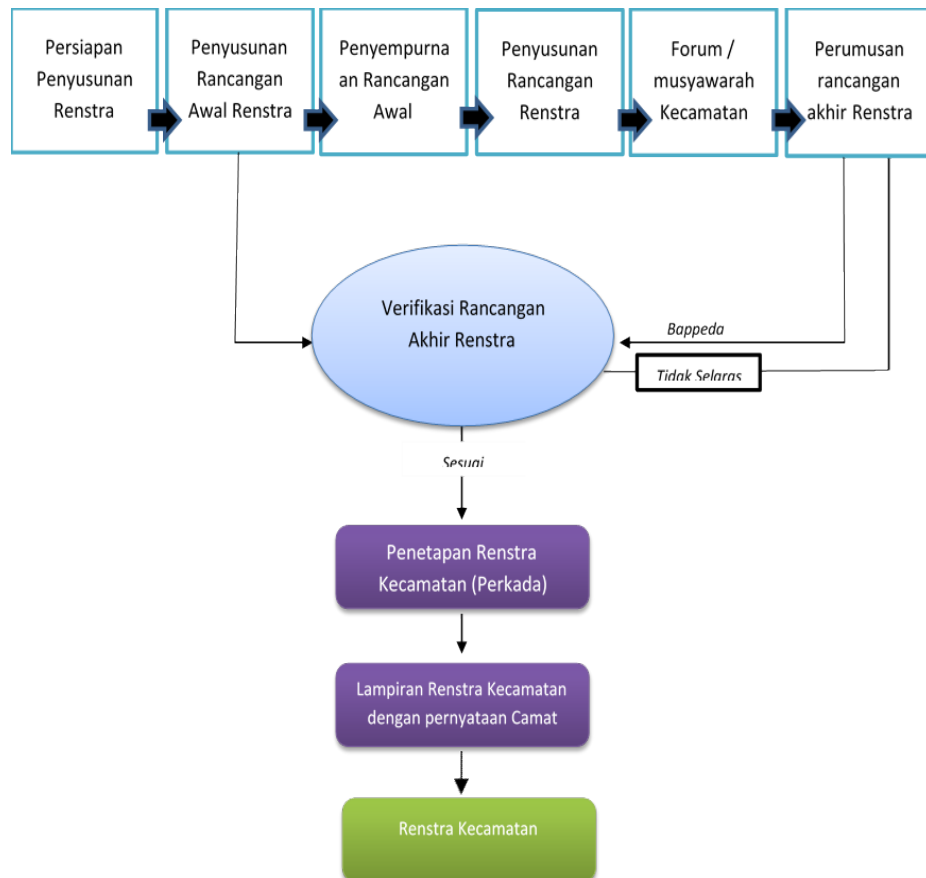 Persiapan
Penyusunan
Renstra
Penyusunan
Rancangan
Awal Renstra
Penyempurna
an Rancangan
Awal
Penyusunan
Rancangan
Renstra
Forum /
musyawarah
Kecamatan
Perumusan
rancangan
akhir Renstra
Verifikasi Rancangan
Akhir Renstra
Bappeda
Tidak Selaras
Sesuai
Penetapan Renstra
Kecamatan (Perkada)
Lampiran Renstra Kecamatan
dengan pernyataan Camat
Renstra Kecamatan